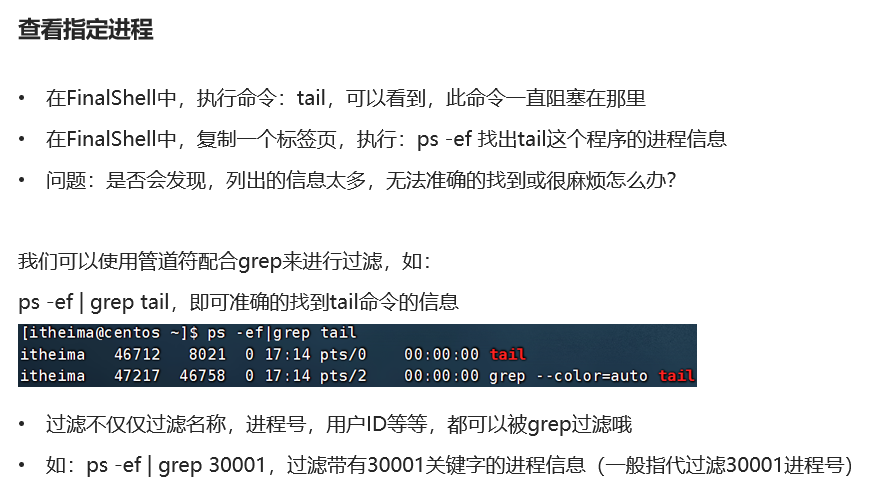 查看指定进程
• 在FinalShell中，执行命令：tail，可以看到，此命令一直阻塞在那里
• 在FinalShell中，复制一个标签页，执行：ps -ef 找出tail这个程序的进程信息
• 问题：是否会发现，列出的信息太多，无法准确的找到或很麻烦怎么办？
我们可以使用管道符配合grep来进行过滤，如：
ps -ef | grep tail，即可准确的找到tail命令的信息
[itheima@centos ~]$ ps -ef|grep tail
itheima   46712   8021  0 17:14 pts/0    00:00:00 tail
itheima   47217  46758  0 17:14 pts/2    00:00:00 grep --color=auto tail
• 过滤不仅仅过滤名称，进程号，用户ID等等，都可以被grep过滤哦
• 如：ps -ef | grep 30001，过滤带有30001关键字的进程信息（一般指代过滤30001进程号）